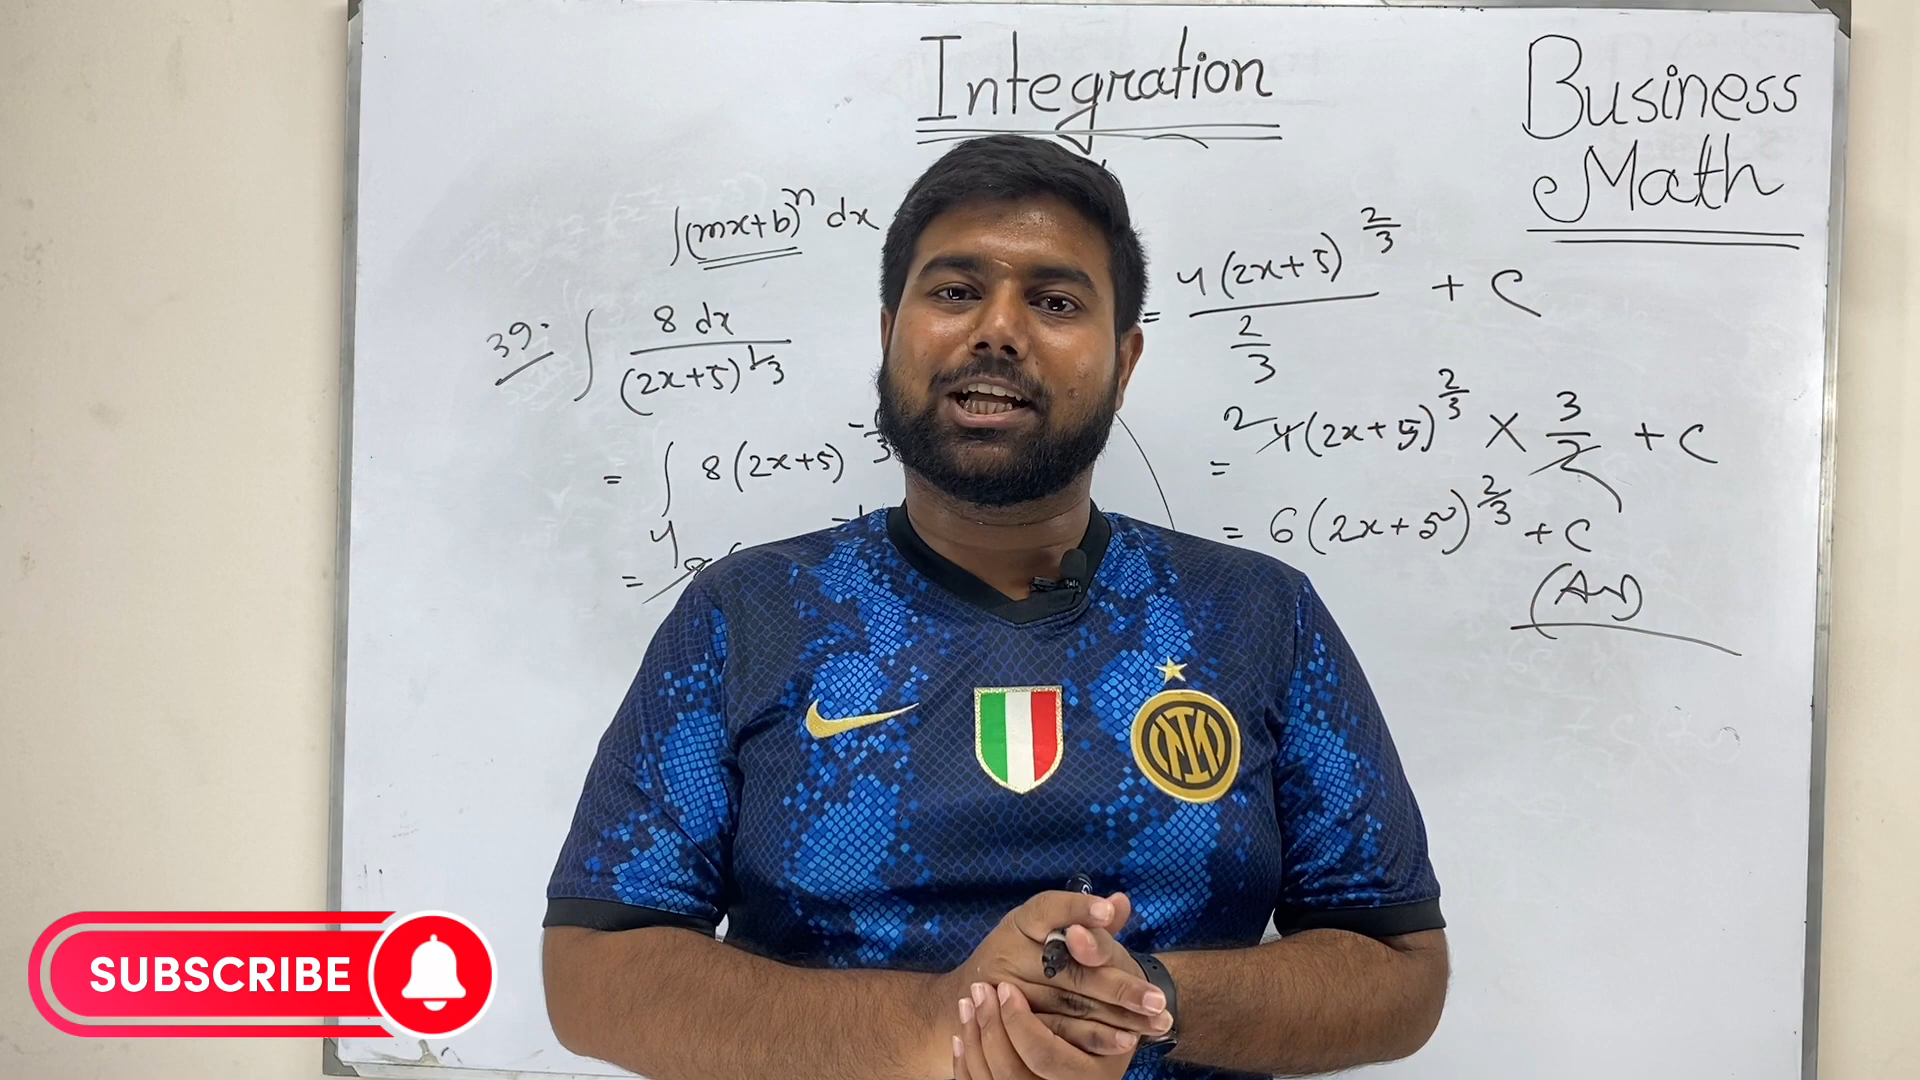 Integration
Business
Math
∫(mx+b)ⁿ dx
39. ∫ 8 dx / (2x+5)^1/3
= ∫ 8(2x+5)
= 4(2x+5)^2/3 / 2/3 + C
= 2 4(2x+5)^2/3 × 3/2 + C
= 6(2x+5)^2/3 + C
(Ans)
SUBSCRIBE